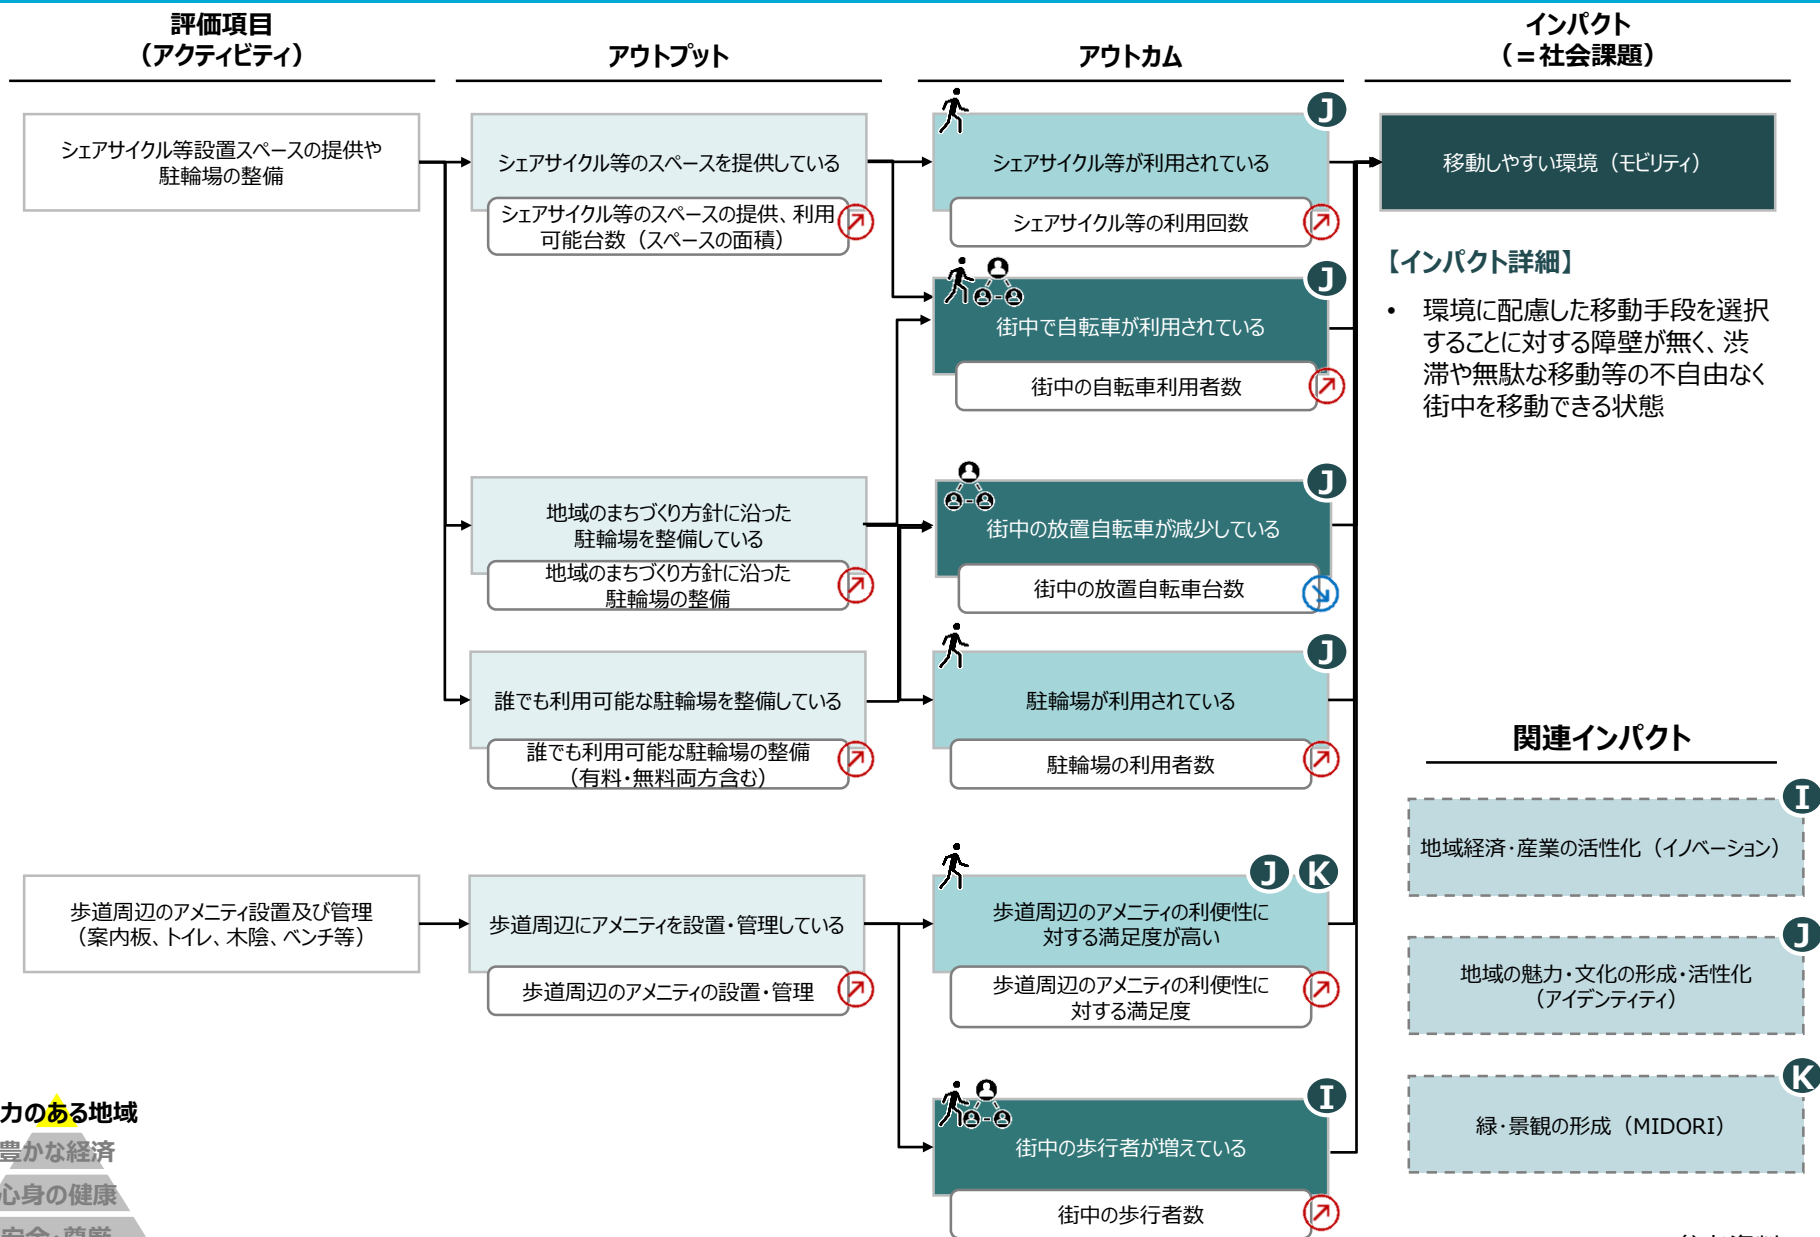 評価項目
（アクティビティ）
アウトプット
アウトカム
インパクト
（＝社会課題）
シェアサイクル等設置スペースの提供や
駐輪場の整備
シェアサイクル等のスペースを提供している
シェアサイクル等のスペースの提供、利用
可能台数（スペースの面積）
J
シェアサイクル等が利用されている
シェアサイクル等の利用回数
移動しやすい環境（モビリティ）
J
街中で自転車が利用されている
街中の自転車利用者数
【インパクト詳細】
• 環境に配慮した移動手段を選択
することに対する障壁が無く、渋
滞や無駄な移動等の不自由なく
街中を移動できる状態
地域のまちづくり方針に沿った
駐輪場を整備している
地域のまちづくり方針に沿った
駐輪場の整備
J
街中の放置自転車が減少している
街中の放置自転車台数
誰でも利用可能な駐輪場を整備している
誰でも利用可能な駐輪場の整備
（有料・無料両方含む）
J
駐輪場が利用されている
駐輪場の利用者数
歩道周辺のアメニティ設置及び管理
（案内板、トイレ、木陰、ベンチ等）
歩道周辺にアメニティを設置・管理している
歩道周辺のアメニティの設置・管理
J K
歩道周辺のアメニティの利便性に
対する満足度が高い
歩道周辺のアメニティの利便性に
対する満足度
I
街中の歩行者が増えている
街中の歩行者数
関連インパクト
I
地域経済・産業の活性化（イノベーション）
J
地域の魅力・文化の形成・活性化
（アイデンティティ）
K
緑・景観の形成（MIDORI）
力のある地域
豊かな経済
心身の健康